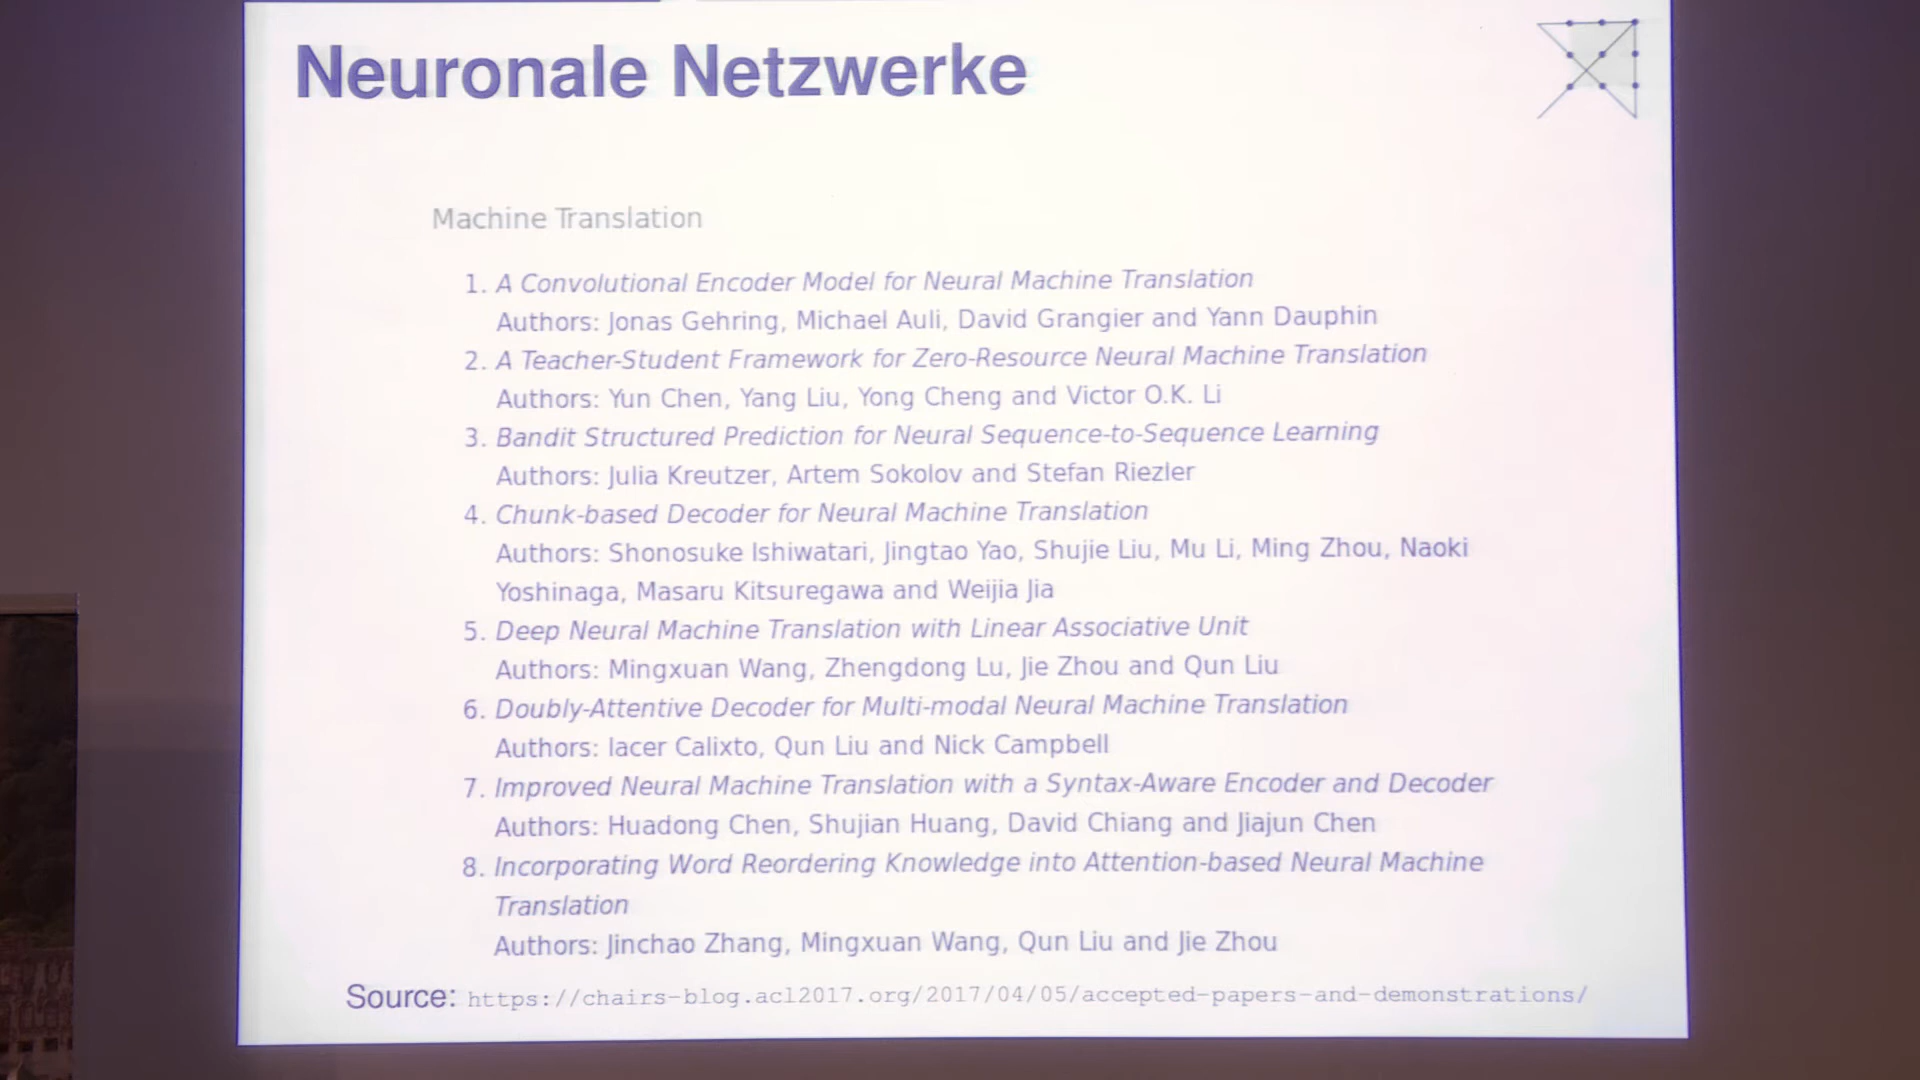 Neuronale Netzwerke
Machine Translation
1. A Convolutional Encoder Model for Neural Machine Translation
Authors: Jonas Gehring, Michael Auli, David Grangier and Yann Dauphin
2. A Teacher-Student Framework for Zero-Resource Neural Machine Translation
Authors: Yun Chen, Yang Liu, Yong Cheng and Victor O.K. Li
3. Bandit Structured Prediction for Neural Sequence-to-Sequence Learning
Authors: Julia Kreutzer, Artem Sokolov and Stefan Riezler
4. Chunk-based Decoder for Neural Machine Translation
Authors: Shonosuke Ishiwatari, Jingtao Yao, Shujie Liu, Mu Li, Ming Zhou, Naoki
Yoshinaga, Masaru Kitsuregawa and Weijia Jia
5. Deep Neural Machine Translation with Linear Associative Unit
Authors: Mingxuan Wang, Zhengdong Lu, Jie Zhou and Qun Liu
6. Doubly-Attentive Decoder for Multi-modal Neural Machine Translation
Authors: Iacer Calixto, Qun Liu and Nick Campbell
7. Improved Neural Machine Translation with a Syntax-Aware Encoder and Decoder
Authors: Huadong Chen, Shujian Huang, David Chiang and Jiajun Chen
8. Incorporating Word Reordering Knowledge into Attention-based Neural Machine
Translation
Authors: Jinchao Zhang, Mingxuan Wang, Qun Liu and Jie Zhou
Source: https://chairs-blog.acl2017.org/2017/04/05/accepted-papers-and-demonstrations/